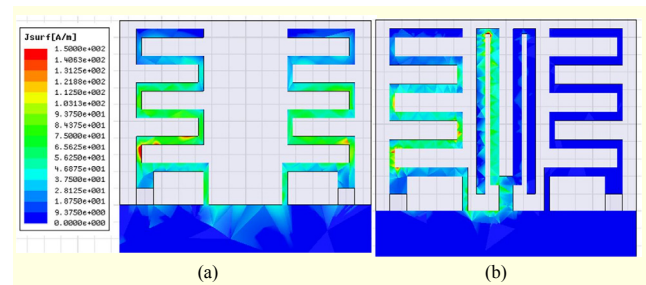 Jsurf[A/m]
1.5000e+002
1.4063e+002
1.3125e+002
1.2188e+002
1.1250e+002
1.0313e+002
9.3750e+001
8.4375e+001
7.5000e+001
6.5625e+001
5.6250e+001
4.6875e+001
3.7500e+001
2.8125e+001
1.8750e+001
9.3750e+000
0.0000e+000
(a)
(b)